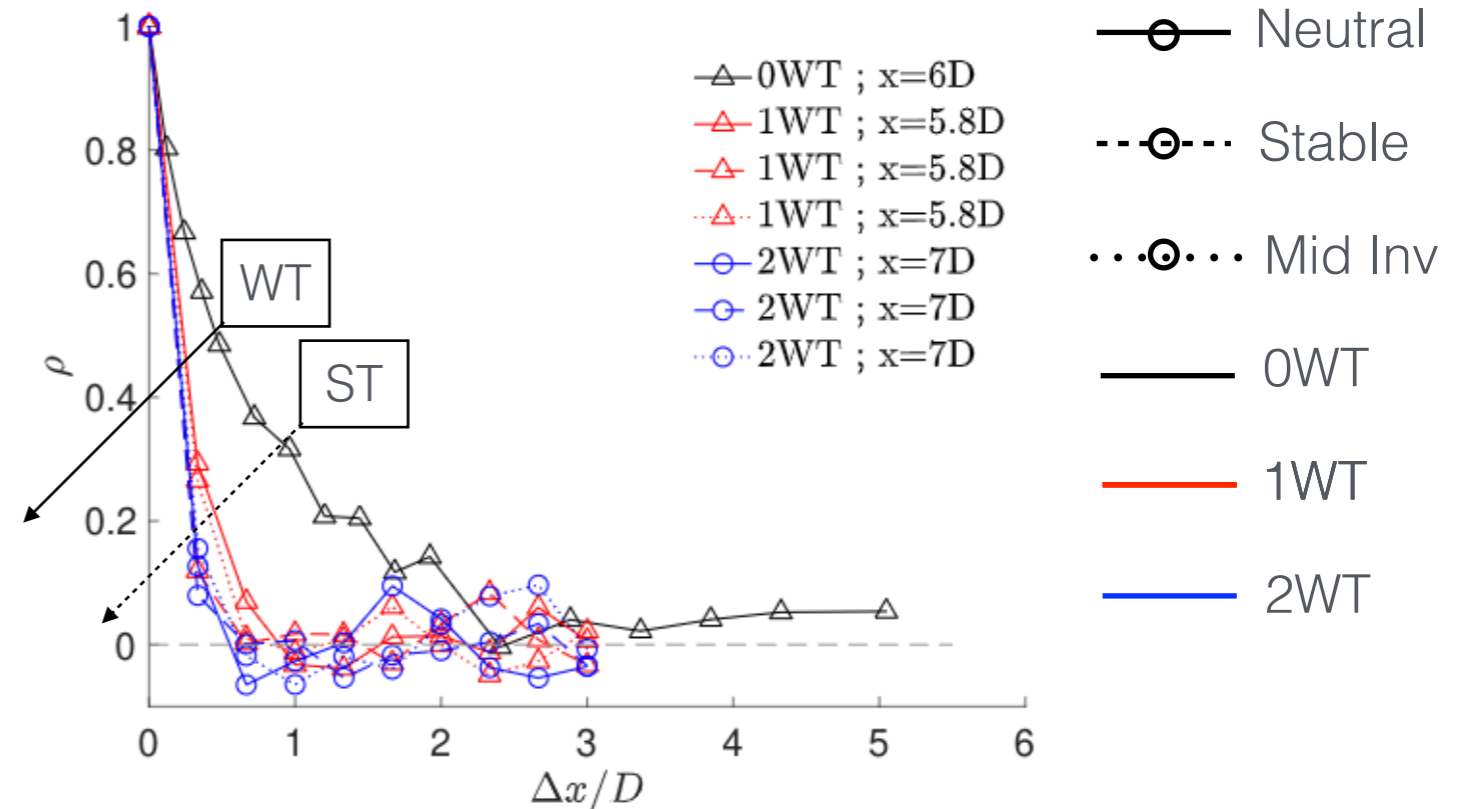 1
0.8
0.6
0.4
0.2
0
ρ
0 1 2 3 4 5 6
Δx/D
WT
ST
0WT ; x=6D
1WT ; x=5.8D
1WT ; x=5.8D
1WT ; x=5.8D
2WT ; x=7D
2WT ; x=7D
2WT ; x=7D
Neutral
Stable
Mid Inv
0WT
1WT
2WT